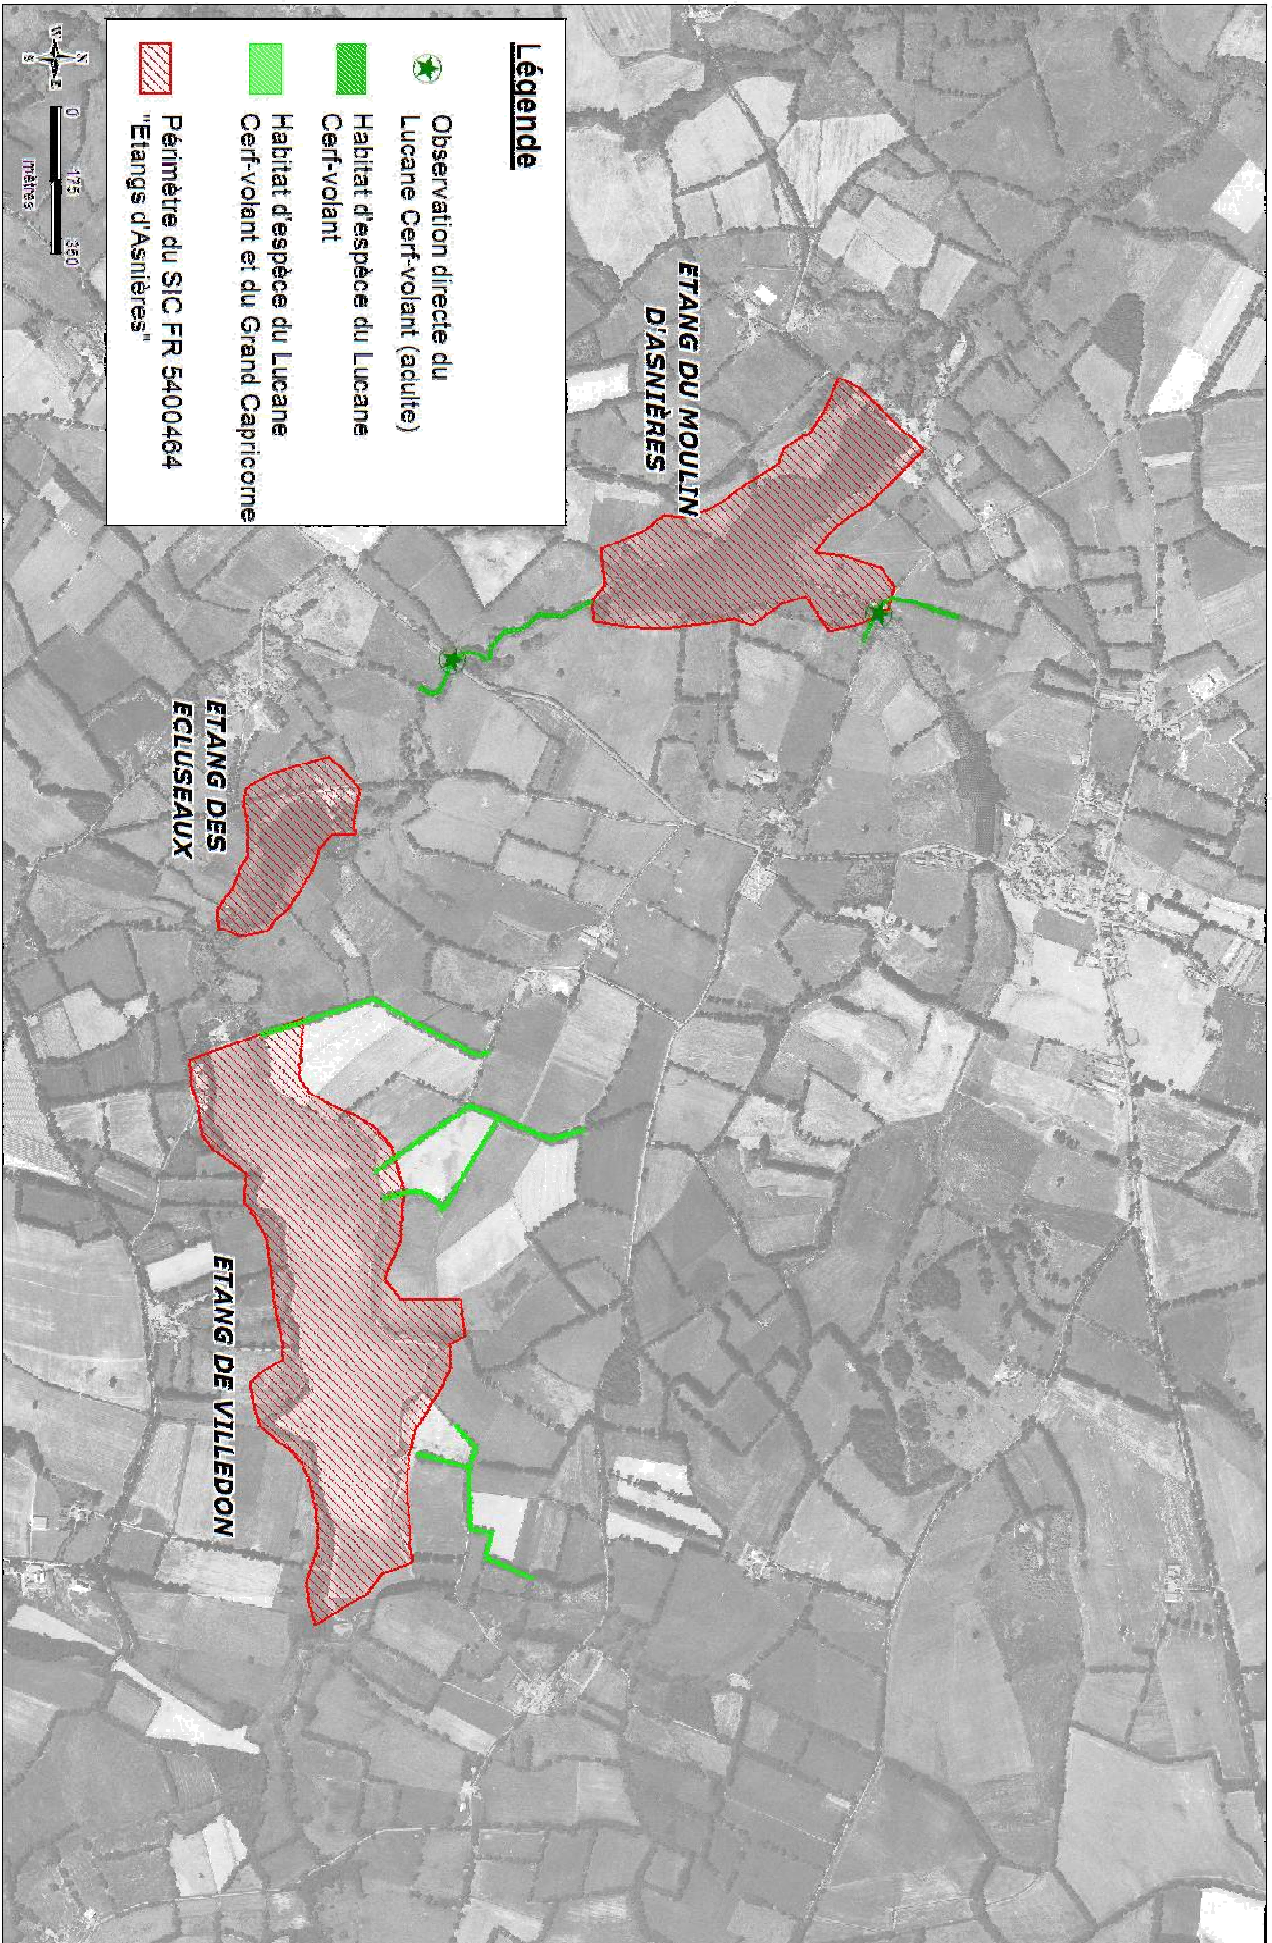 Légende
Observation directe du
Lucane Cerf-volant (adulte)
Habitat d'espèce du Lucane
Cerf-volant
Habitat d'espèce du Lucane
Cerf-volant et du Grand Capricorne
Périmètre du SIC FR 5400464
"Etangs d'Asnières"
N
W
E
S
0
175
350
mètres
ETANG DU MOULIN
D'ASNIÈRES
ETANG DES
ECLUSEAUX
ETANG DE VILLEDON